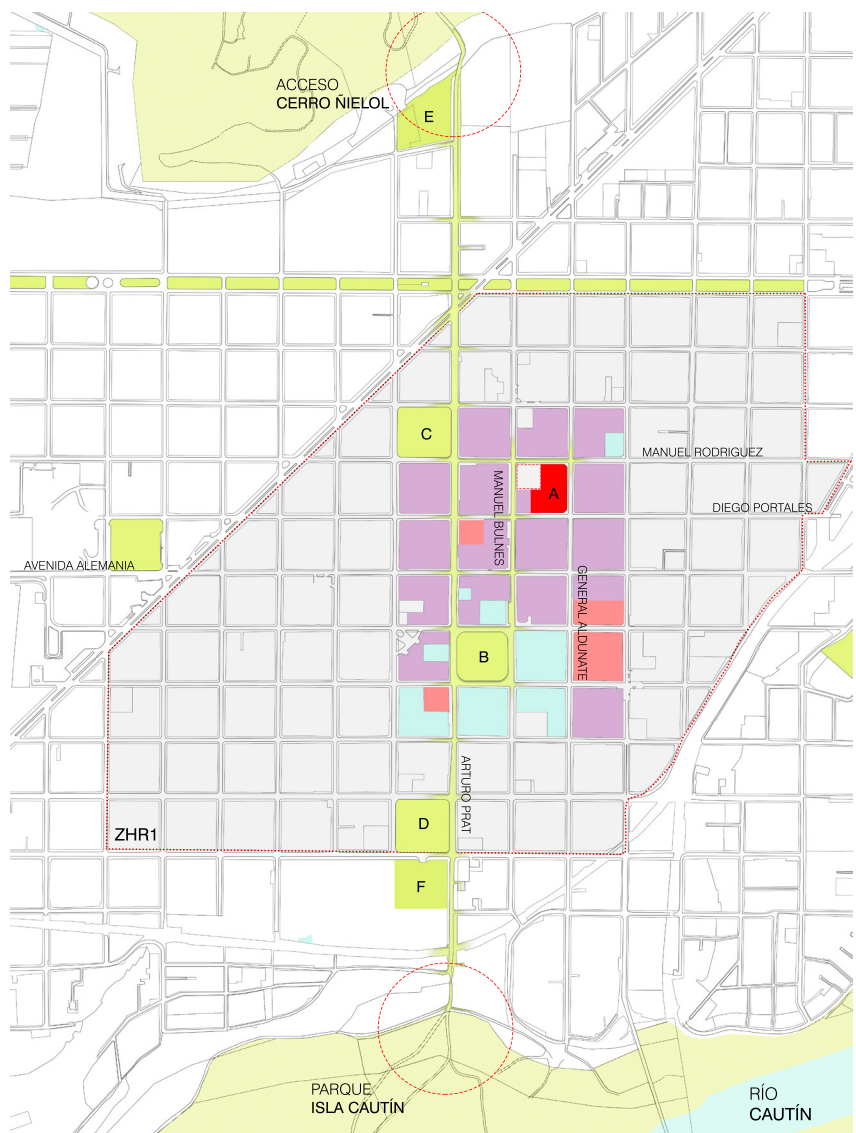 ACCESO
CERRO ÑIELOL
E
C
MANUEL RODRIGUEZ
A
MANUEL BULNES
DIEGO PORTALES
AVENIDA ALEMANIA
GENERAL ALDUNATE
B
ARTURO PRAT
D
ZHR1
F
PARQUE
ISLA CAUTÍN
RÍO
CAUTÍN